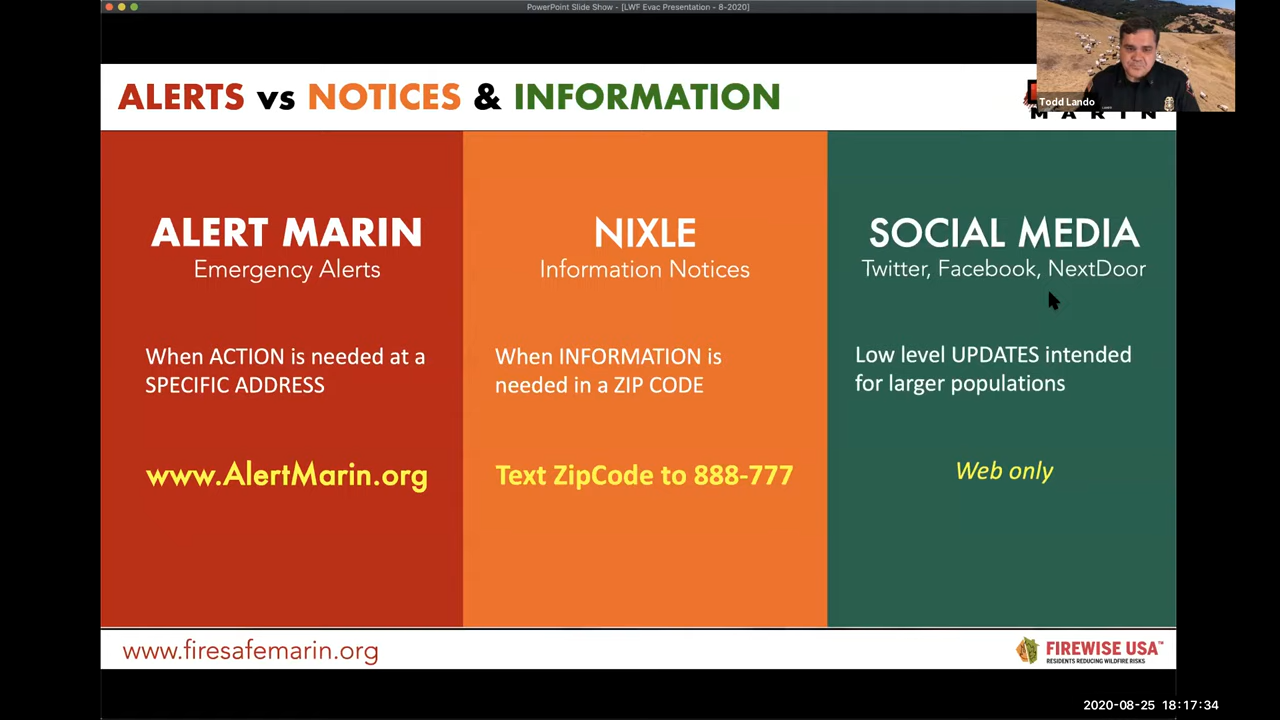 PowerPoint Slide Show - [LWF Evac Presentation - 8-2020]
Todd Lando
ALERTS vs NOTICES & INFORMATION
MARIN
ALERT MARIN
Emergency Alerts
When ACTION is needed at a
SPECIFIC ADDRESS
www.AlertMarin.org
NIXLE
Information Notices
When INFORMATION is
needed in a ZIP CODE
Text ZipCode to 888-777
SOCIAL MEDIA
Twitter, Facebook, NextDoor
Low level UPDATES intended
for larger populations
Web only
www.firesafemarin.org
FIREWISE USA™
RESIDENTS REDUCING WILDFIRE RISKS
2020-08-25 18:17:34